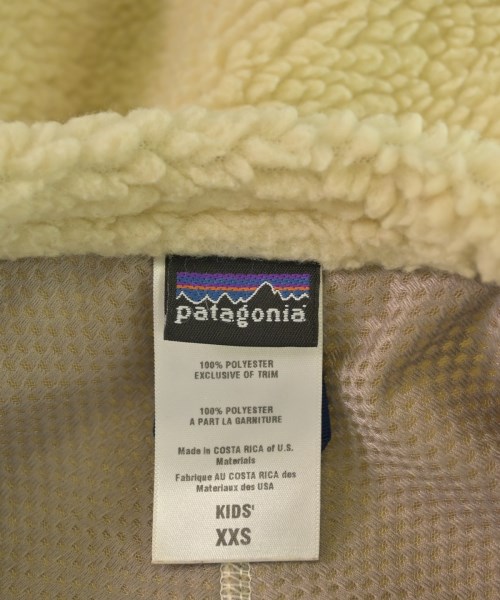 patagonia
100% POLYESTER
EXCLUSIVE OF TRIM
100% POLYESTER
A PART LA GARNITURE
Made in COSTA RICA of U.S.
Materials
Fabrique AU COSTA RICA des
Materiaux des USA
KIDS'
XXS